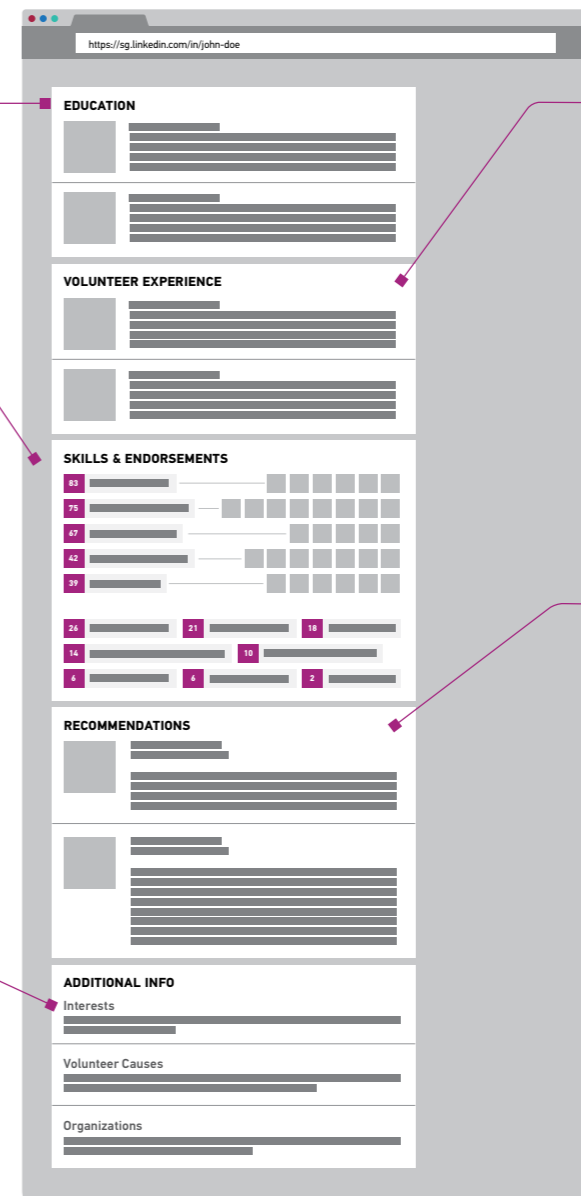 https://sg.linkedin.com/in/john-doe
EDUCATION
VOLUNTEER EXPERIENCE
SKILLS & ENDORSEMENTS
83
75
67
42
39
26 21 18
14 10
6 6 2
RECOMMENDATIONS
ADDITIONAL INFO
Interests
Volunteer Causes
Organizations